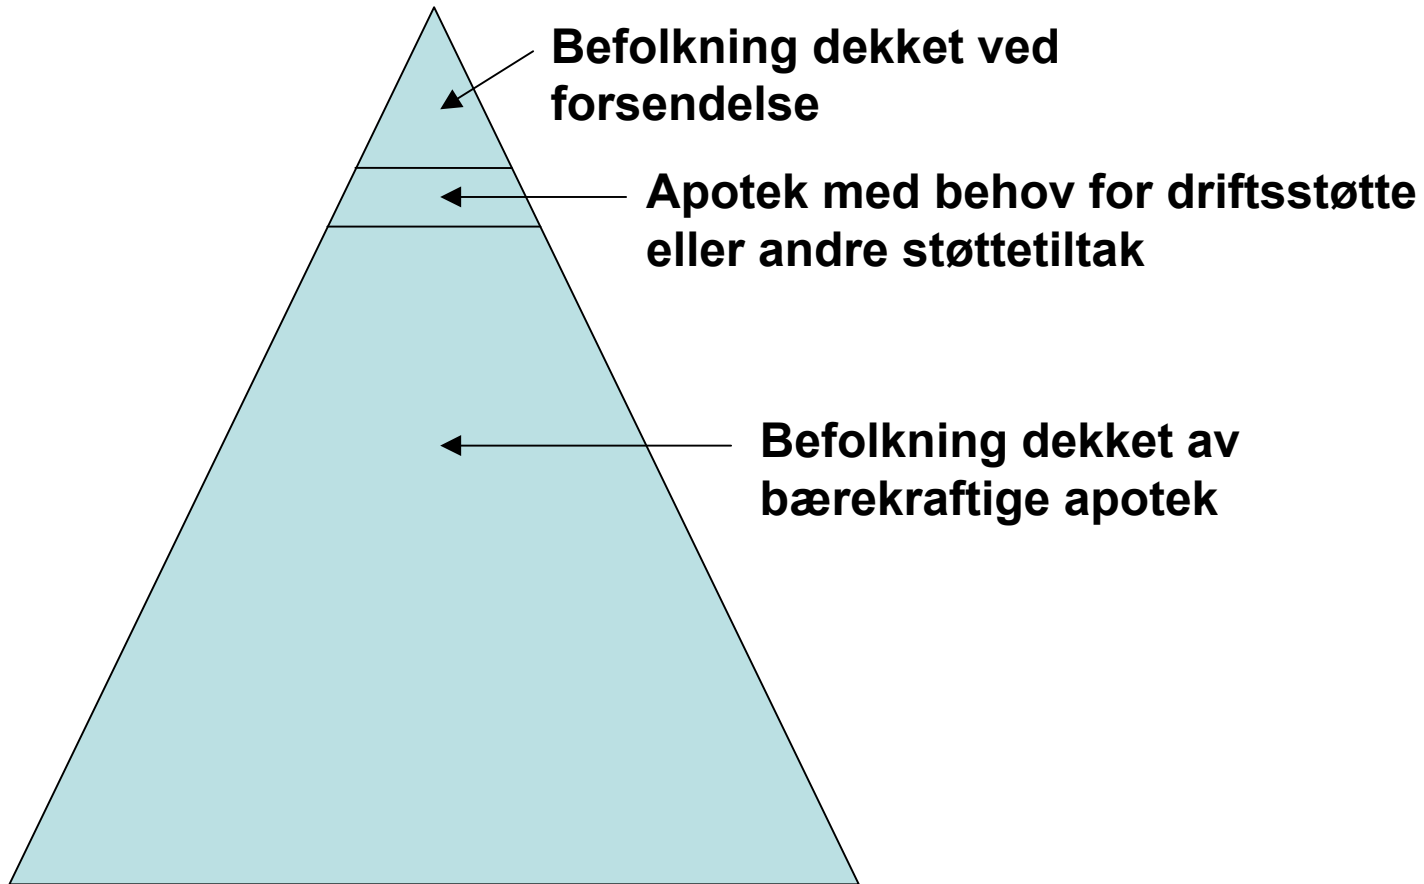 Befolkning dekket ved
forsendelse
Apotek med behov for driftsstøtte
eller andre støttetiltak
Befolkning dekket av
bærekraftige apotek